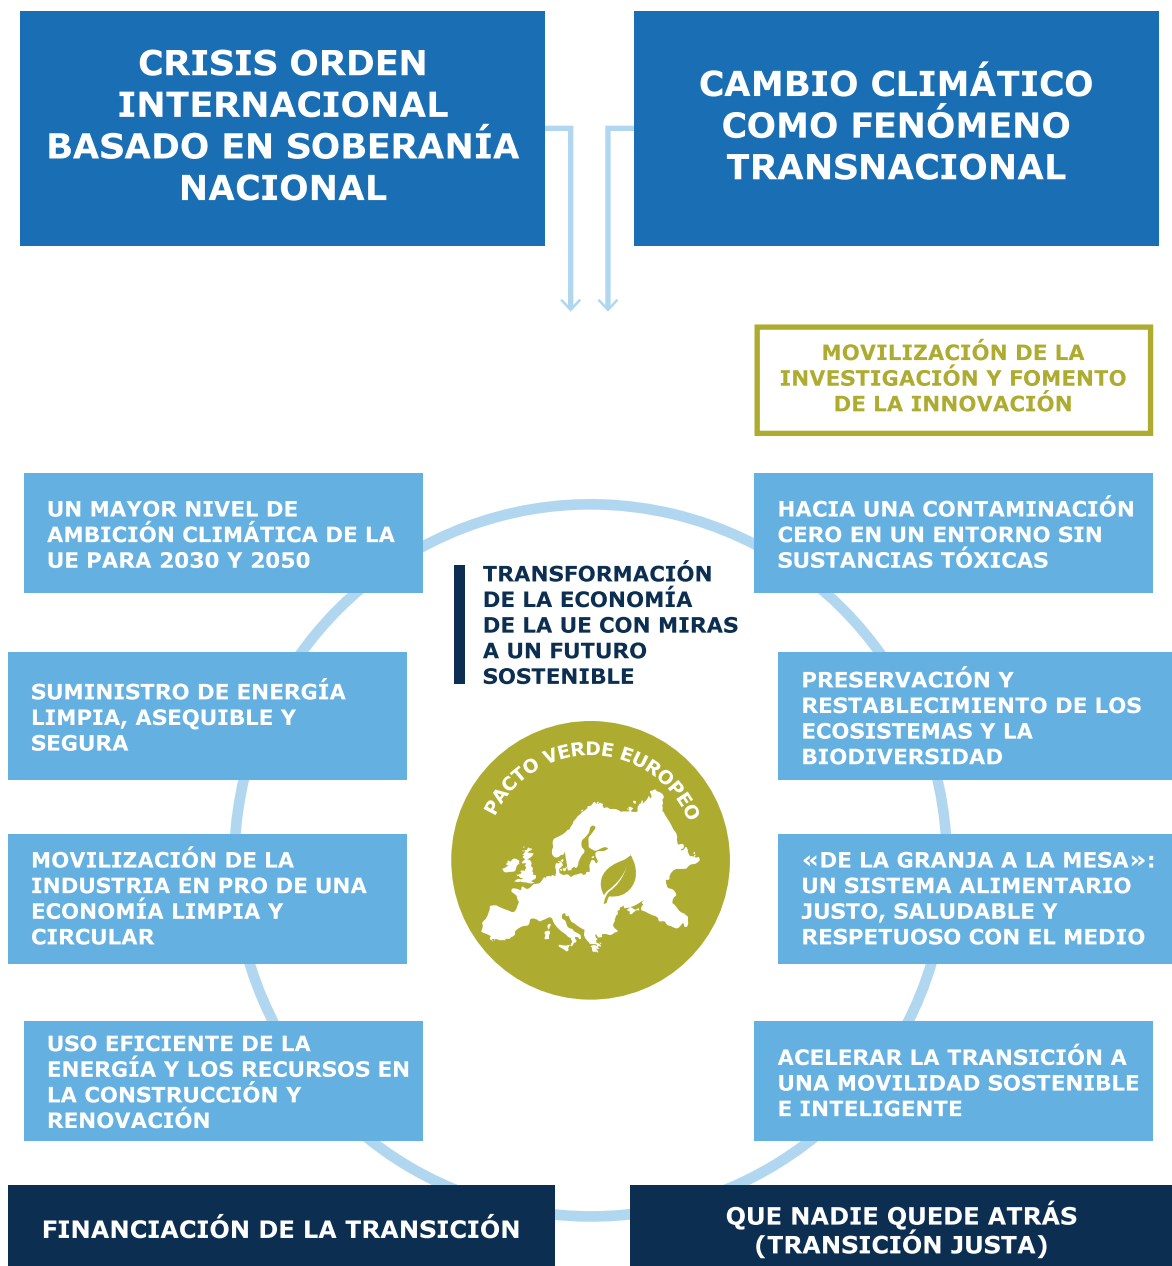 CRISIS ORDEN
INTERNACIONAL
BASADO EN SOBERANÍA
NACIONAL
CAMBIO CLIMÁTICO
COMO FENÓMENO
TRANSNACIONAL
MOVILIZACIÓN DE LA
INVESTIGACIÓN Y FOMENTO
DE LA INNOVACIÓN
UN MAYOR NIVEL DE
AMBICIÓN CLIMÁTICA DE LA
UE PARA 2030 Y 2050
HACIA UNA CONTAMINACIÓN
CERO EN UN ENTORNO SIN
SUSTANCIAS TÓXICAS
TRANSFORMACIÓN
DE LA ECONOMÍA
DE LA UE CON MIRAS
A UN FUTURO
SOSTENIBLE
SUMINISTRO DE ENERGÍA
LIMPIA, ASEQUIBLE Y
SEGURA
PRESERVACIÓN Y
RESTABLECIMIENTO DE LOS
ECOSISTEMAS Y LA
BIODIVERSIDAD
PACTO VERDE EUROPEO
MOVILIZACIÓN DE LA
INDUSTRIA EN PRO DE UNA
ECONOMÍA LIMPIA Y
CIRCULAR
«DE LA GRANJA A LA MESA»:
UN SISTEMA ALIMENTARIO
JUSTO, SALUDABLE Y
RESPETUOSO CON EL MEDIO
USO EFICIENTE DE LA
ENERGÍA Y LOS RECURSOS EN
LA CONSTRUCCIÓN Y
RENOVACIÓN
ACELERAR LA TRANSICIÓN A
UNA MOVILIDAD SOSTENIBLE
E INTELIGENTE
FINANCIACIÓN DE LA TRANSICIÓN
QUE NADIE QUEDE ATRÁS
(TRANSICIÓN JUSTA)